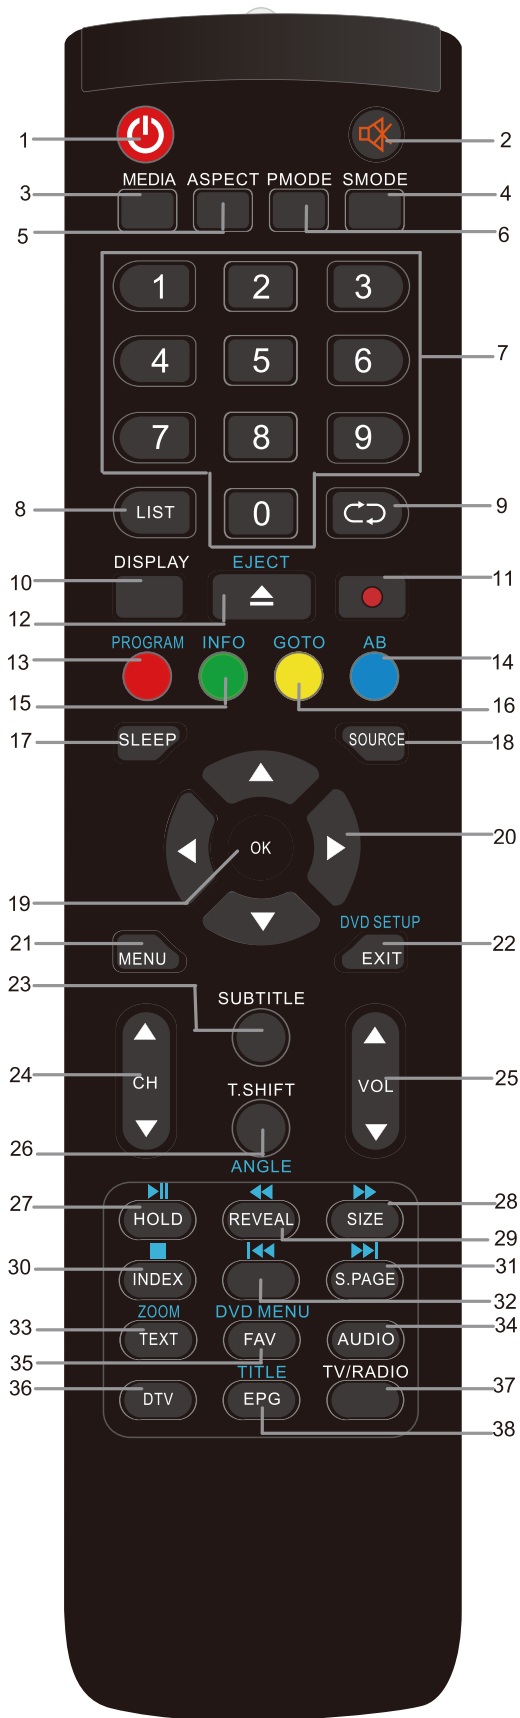 1 2
MEDIA ASPECT PMODE SMODE
3 4
5 6
1 2 3
7
4 5 6
7 8 9
8 LIST 0 9
DISPLAY EJECT
10 11
12
PROGRAM INFO GOTO AB
13 14
15 16
17 SLEEP SOURCE 18
20
OK
19
DVD SETUP
21 22
MENU EXIT
23
SUBTITLE
24 CH VOL 25
T.SHIFT
26
ANGLE
27 HOLD REVEAL SIZE 28
29
30 INDEX S.PAGE 31
32
ZOOM DVD MENU
33 TEXT FAV AUDIO 34
35
TITLE TV/RADIO
36 DTV EPG 37
38